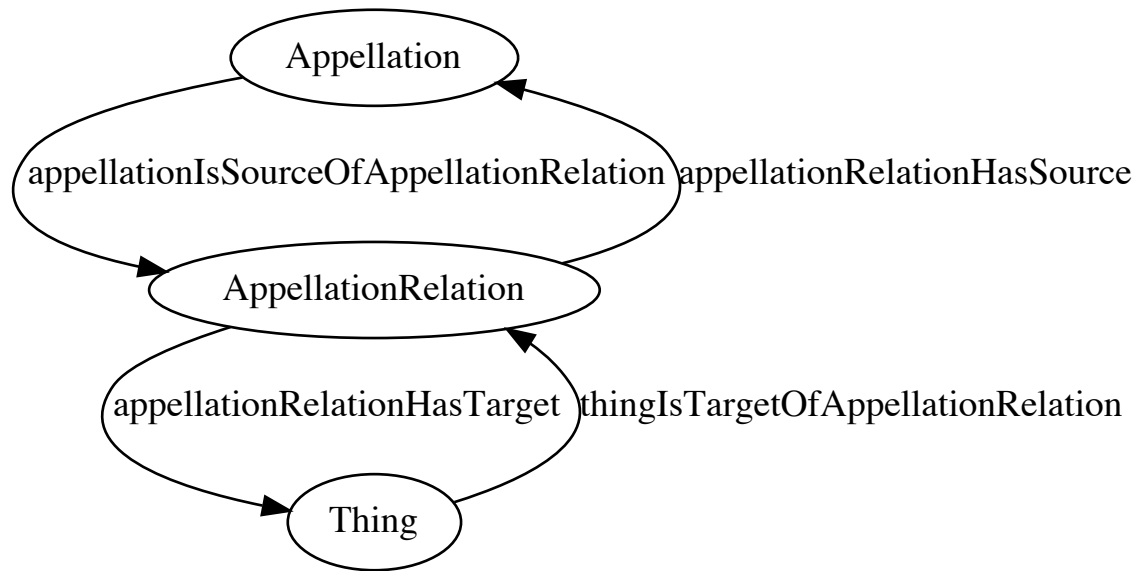 Appellation
appellationIsSourceOfAppellationRelation
appellationRelationHasSource
AppellationRelation
appellationRelationHasTarget
thingIsTargetOfAppellationRelation
Thing